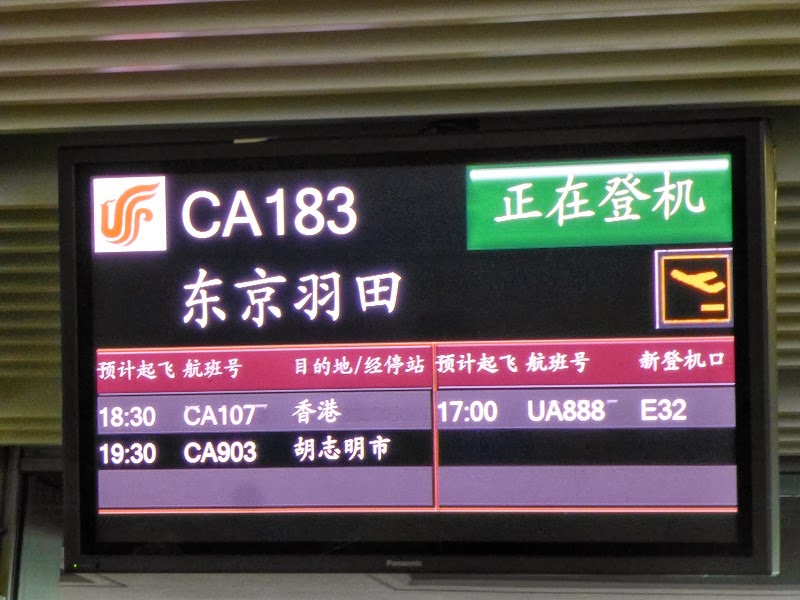 CA183
正在登机
东京羽田
预计起飞 航班号 目的地/经停站
18:30 CA107 香港
19:30 CA903 胡志明市
预计起飞 航班号 新登机口
17:00 UA888 E32
Panasonic